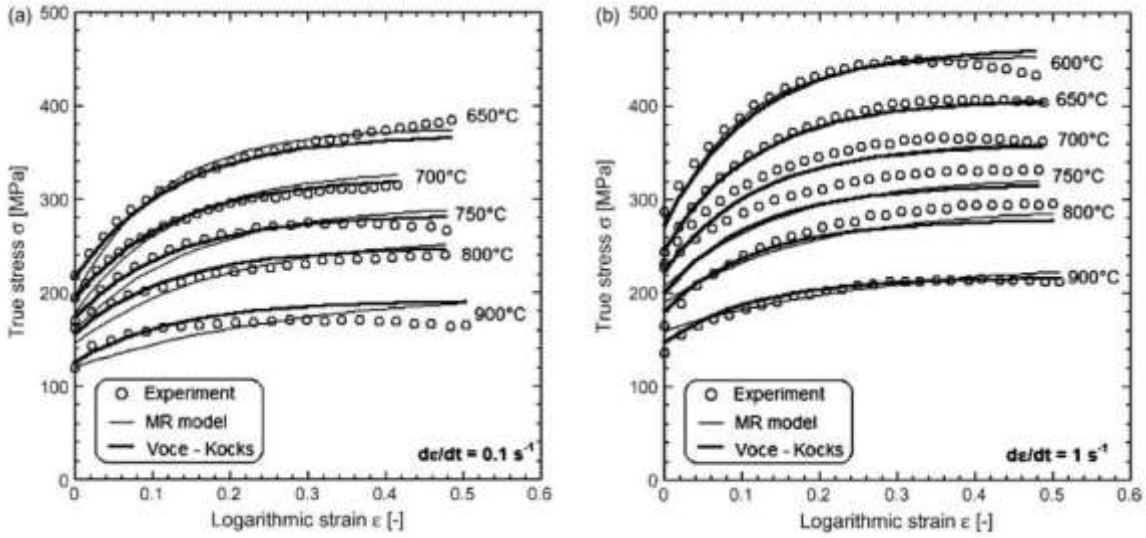 (a)
500
400
300
200
100
0
True stress σ [MPa]
650°C
700°C
750°C
800°C
900°C
Experiment
MR model
Voce - Kocks
dε/dt = 0.1 s⁻¹
0 0.1 0.2 0.3 0.4 0.5 0.6
Logarithmic strain ε [-]
(b)
500
400
300
200
100
0
True stress σ [MPa]
600°C
650°C
700°C
750°C
800°C
900°C
Experiment
MR model
Voce - Kocks
dε/dt = 1 s⁻¹
0 0.1 0.2 0.3 0.4 0.5 0.6
Logarithmic strain ε [-]